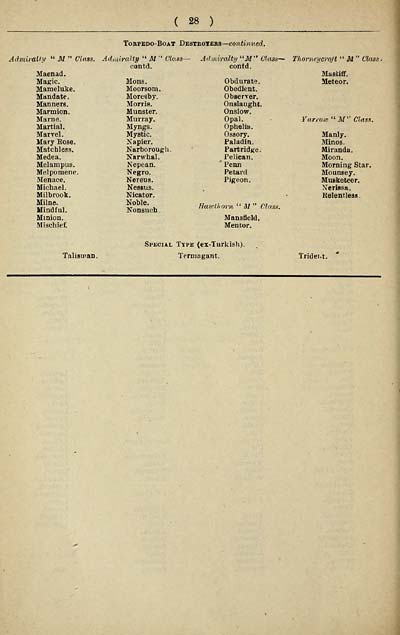 ( 28 )
TORPEDO-BOAT DESTROYERS—continued.
Admiralty "M" Class.
Maenad.
Magic.
Mameluke.
Mandate.
Manners.
Marmion.
Marne.
Martial.
Marvel.
Mary Rose.
Matchless.
Medea.
Melampus.
Melpomene.
Menace.
Michael.
Milbrook.
Milne.
Mindful.
Minion.
Mischief.
Admiralty "M" Class—
contd.
Mons.
Moorsom.
Moresby.
Morris.
Munster.
Murray.
Myngs.
Mystic.
Napier.
Narborough.
Narwhal.
Nepean.
Negro.
Nereus.
Nessus.
Nicator.
Noble.
Nonsuch.
Admiralty "M" Class—
contd.
Obdurate.
Obedient.
Observer.
Onslaught.
Onslow.
Opal.
Ophelia.
Ossory.
Paladin.
Partridge.
Pelican.
Penn
Petard
Pigeon.
Hawthorn "M" Class.
Mansfield.
Mentor.
Thorneycroft "M" Class.
Mastiff.
Meteor.
Yarrow "M" Class.
Manly.
Minos.
Miranda.
Moon.
Morning Star.
Mounsey.
Musketeer.
Nerissa.
Relentless.
SPECIAL TYPE (ex-Turkish).
Talisman. Termagant. Trident.